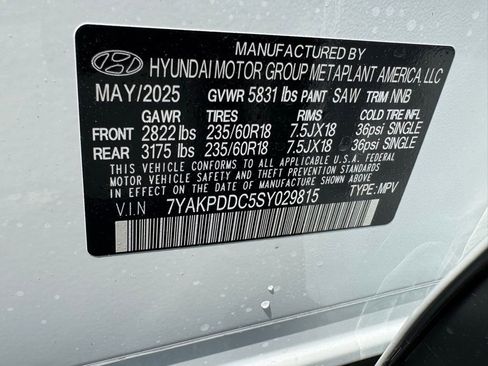 MANUFACTURED BY
HYUNDAI MOTOR GROUP METAPLANT AMERICA, LLC
MAY/2025 GVWR 5831 lbs PAINT SAW TRIM NNB
GAWR TIRES RIMS COLD TIRE INFL
FRONT 2822 lbs 235/60R18 7.5JX18 36psi SINGLE
REAR 3175 lbs 235/60R18 7.5JX18 36psi SINGLE
THIS VEHICLE CONFORMS TO ALL APPLICABLE U.S.A. FEDERAL
MOTOR VEHICLE SAFETY AND THEFT PREVENTION STANDARDS
IN EFFECT ON THE DATE OF MANUFACTURE SHOWN ABOVE.
V.I.N 7YAKPDDC5SY029815 TYPE:MPV